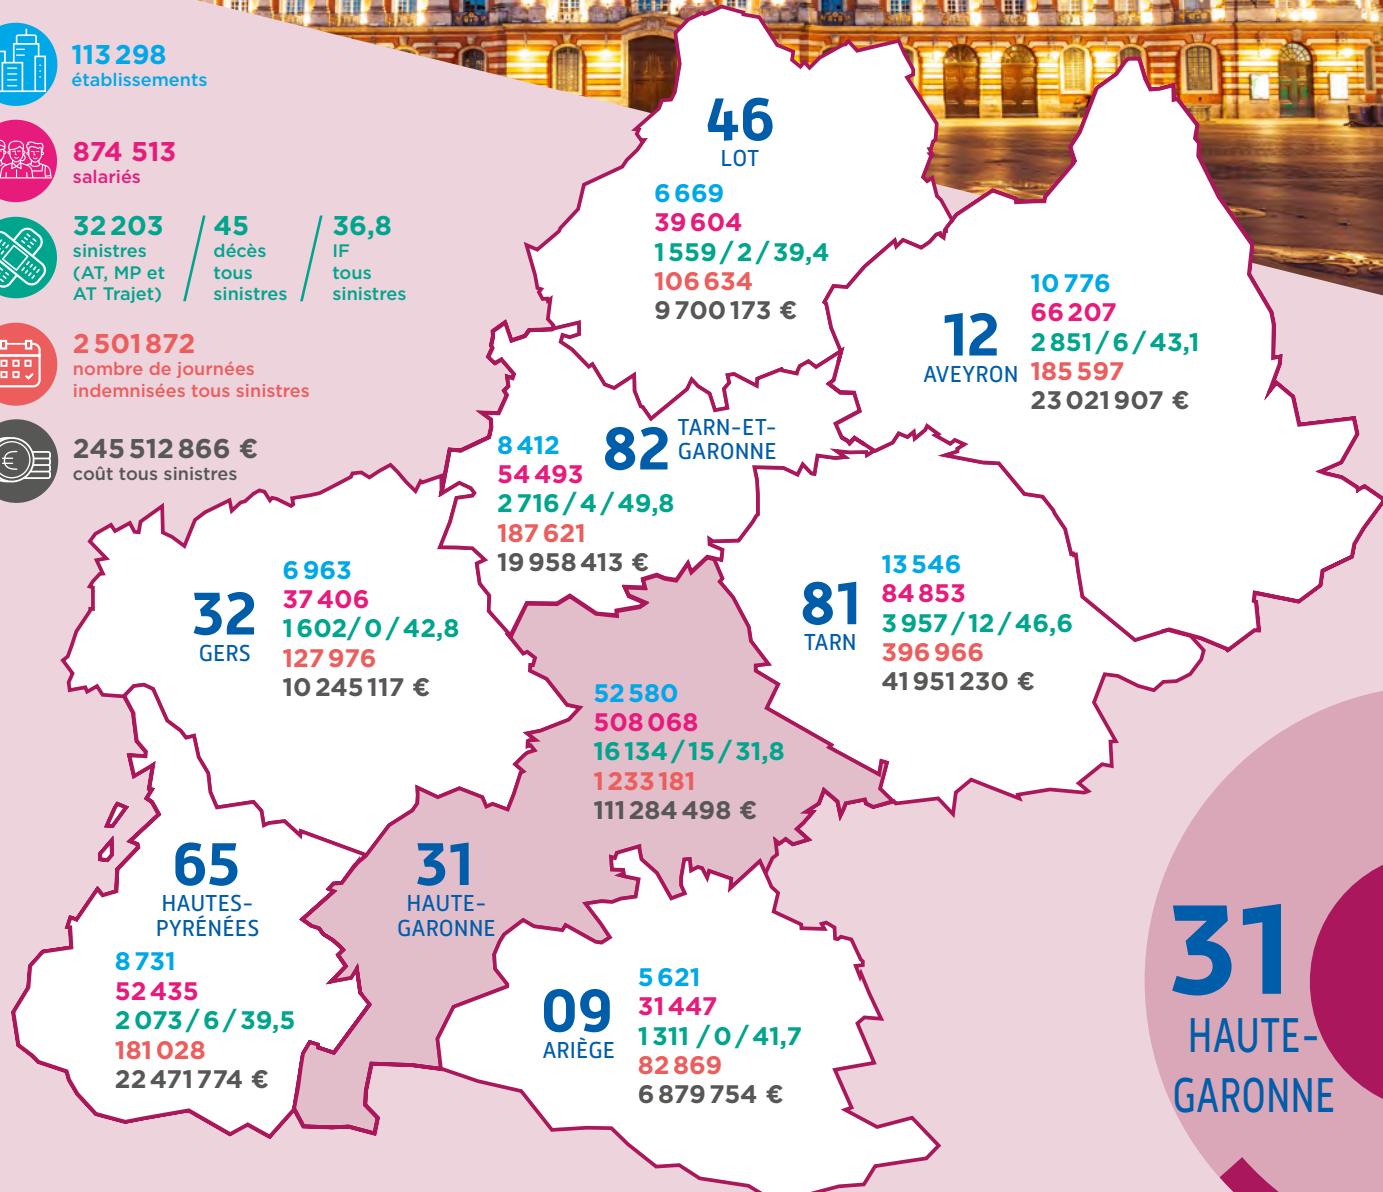 113 298
établissements
874 513
salariés
32 203
sinistres
(AT, MP et
AT Trajet)
45
décès
tous
sinistres
36,8
IF
tous
sinistres
2 501 872
nombre de journées
indemnisées tous sinistres
245 512 866 €
coût tous sinistres
46
LOT
6 669
39 604
1 559 / 2 / 39,4
106 634
9 700 173 €
12
AVEYRON
10 776
66 207
2 851 / 6 / 43,1
185 597
23 021 907 €
82
TARN-ET-
GARONNE
8 412
54 493
2 716 / 4 / 49,8
187 621
19 958 413 €
32
GERS
6 963
37 406
1 602 / 0 / 42,8
127 976
10 245 117 €
81
TARN
13 546
84 853
3 957 / 12 / 46,6
396 966
41 951 230 €
52 580
508 068
16 134 / 15 / 31,8
1 233 181
111 284 498 €
31
HAUTE-
GARONNE
65
HAUTES-
PYRÉNÉES
8 731
52 435
2 073 / 6 / 39,5
181 028
22 471 774 €
09
ARIÈGE
5 621
31 447
1 311 / 0 / 41,7
82 869
6 879 754 €
31
HAUTE-
GARONNE